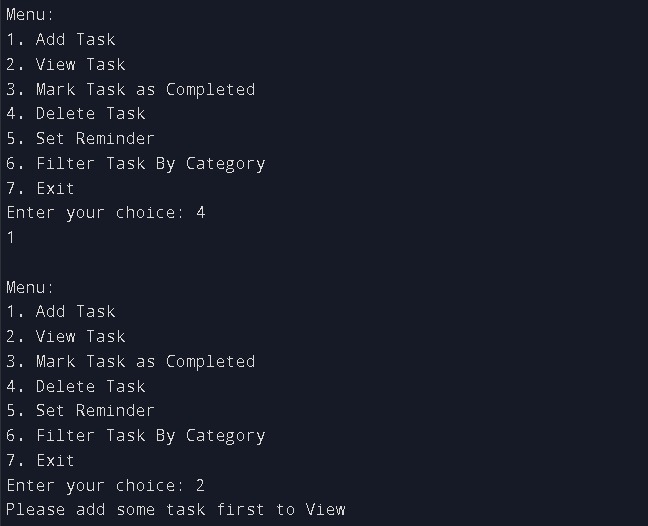 Menu:
1. Add Task
2. View Task
3. Mark Task as Completed
4. Delete Task
5. Set Reminder
6. Filter Task By Category
7. Exit
Enter your choice: 4
1

Menu:
1. Add Task
2. View Task
3. Mark Task as Completed
4. Delete Task
5. Set Reminder
6. Filter Task By Category
7. Exit
Enter your choice: 2
Please add some task first to View